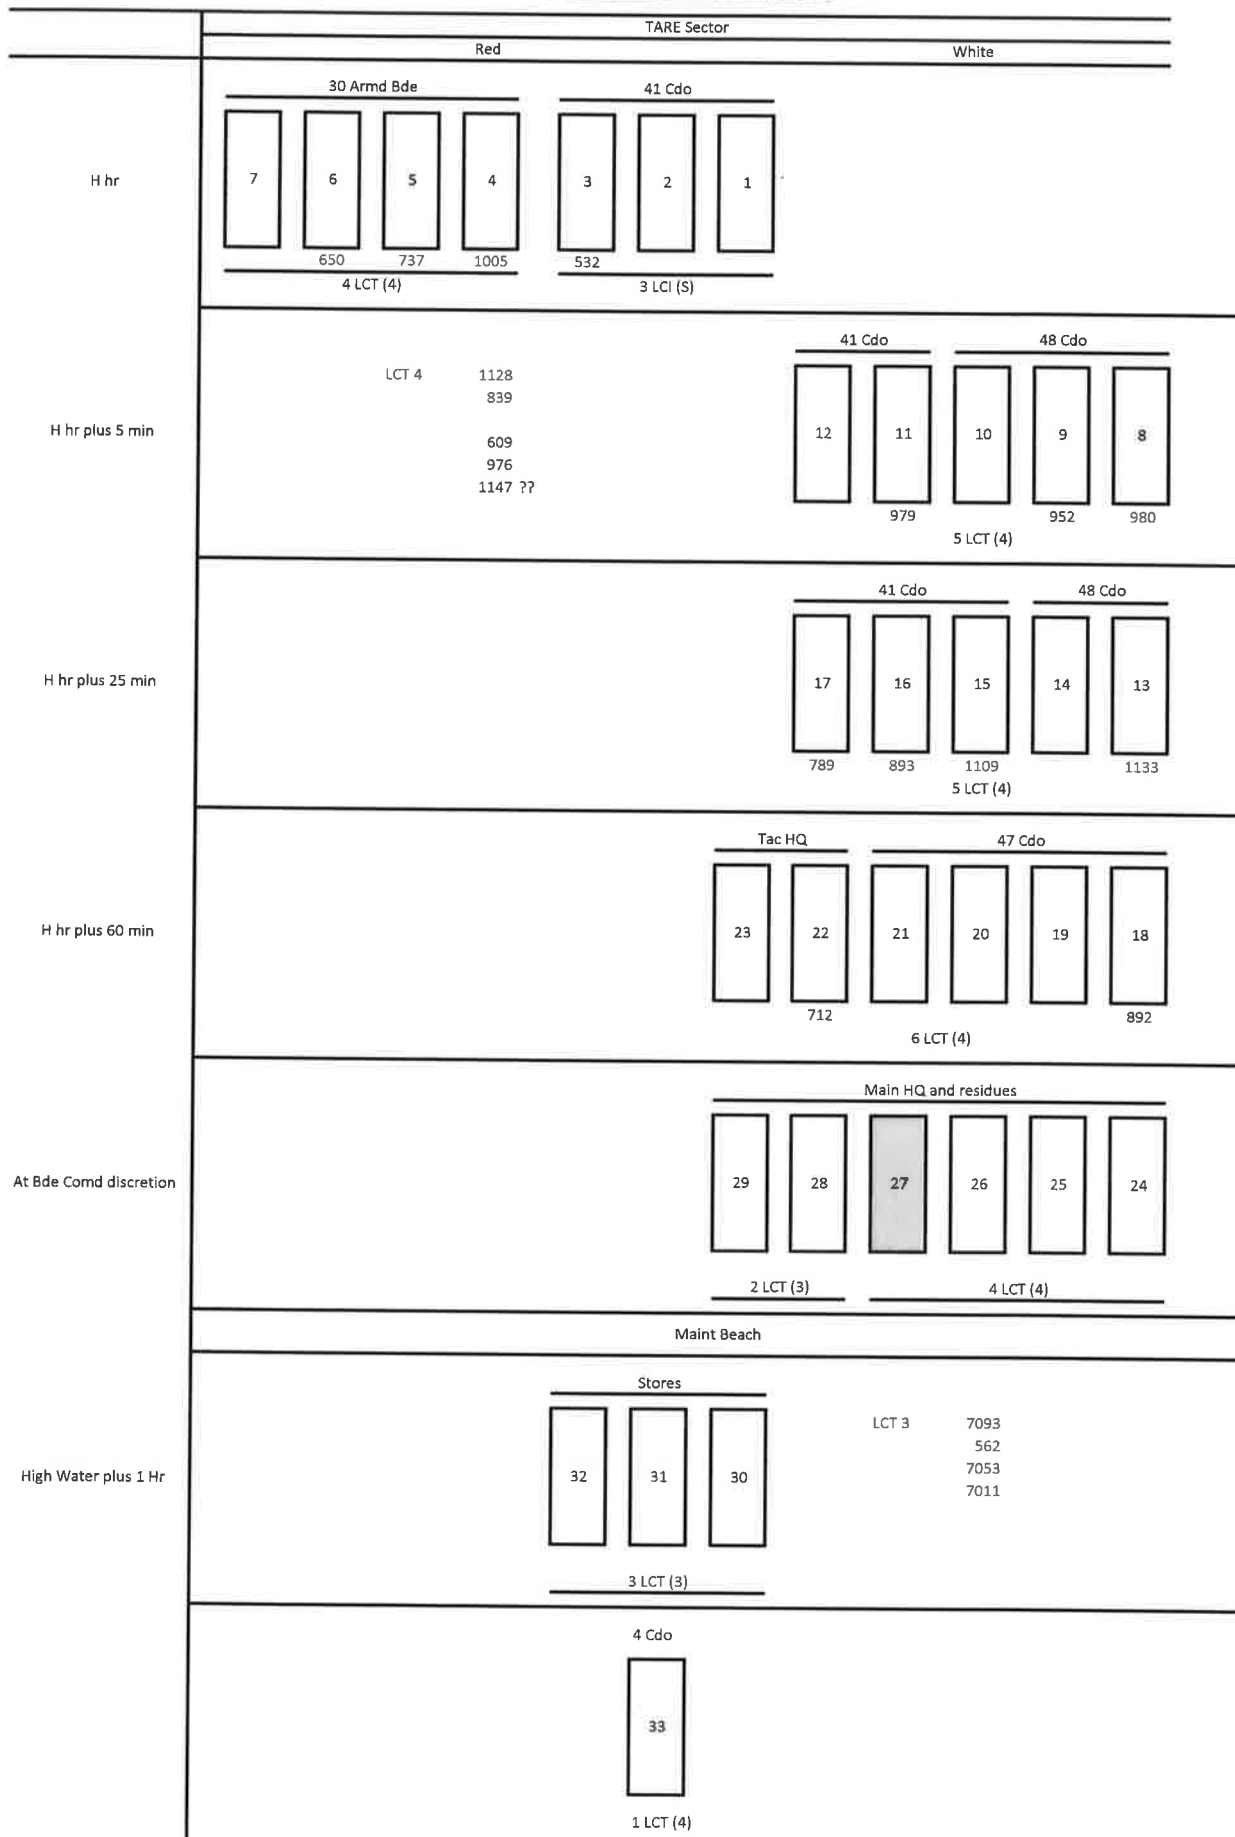 TARE Sector
Red White
30 Armd Bde 41 Cdo
H hr 7 6 5 4 3 2 1
650 737 1005 532
4 LCT (4) 3 LCI (S)
41 Cdo 48 Cdo
LCT 4 1128
839
H hr plus 5 min 12 11 10 9 8
609
976
1147 ??
979 952 980
5 LCT (4)
41 Cdo 48 Cdo
H hr plus 25 min 17 16 15 14 13
789 893 1109 1133
5 LCT (4)
Tac HQ 47 Cdo
H hr plus 60 min 23 22 21 20 19 18
712 892
6 LCT (4)
Main HQ and residues
At Bde Comd discretion 29 28 27 26 25 24
2 LCT (3) 4 LCT (4)
Maint Beach
Stores
LCT 3 7093
562
7053
7011
High Water plus 1 Hr 32 31 30
3 LCT (3)
4 Cdo
33
1 LCT (4)